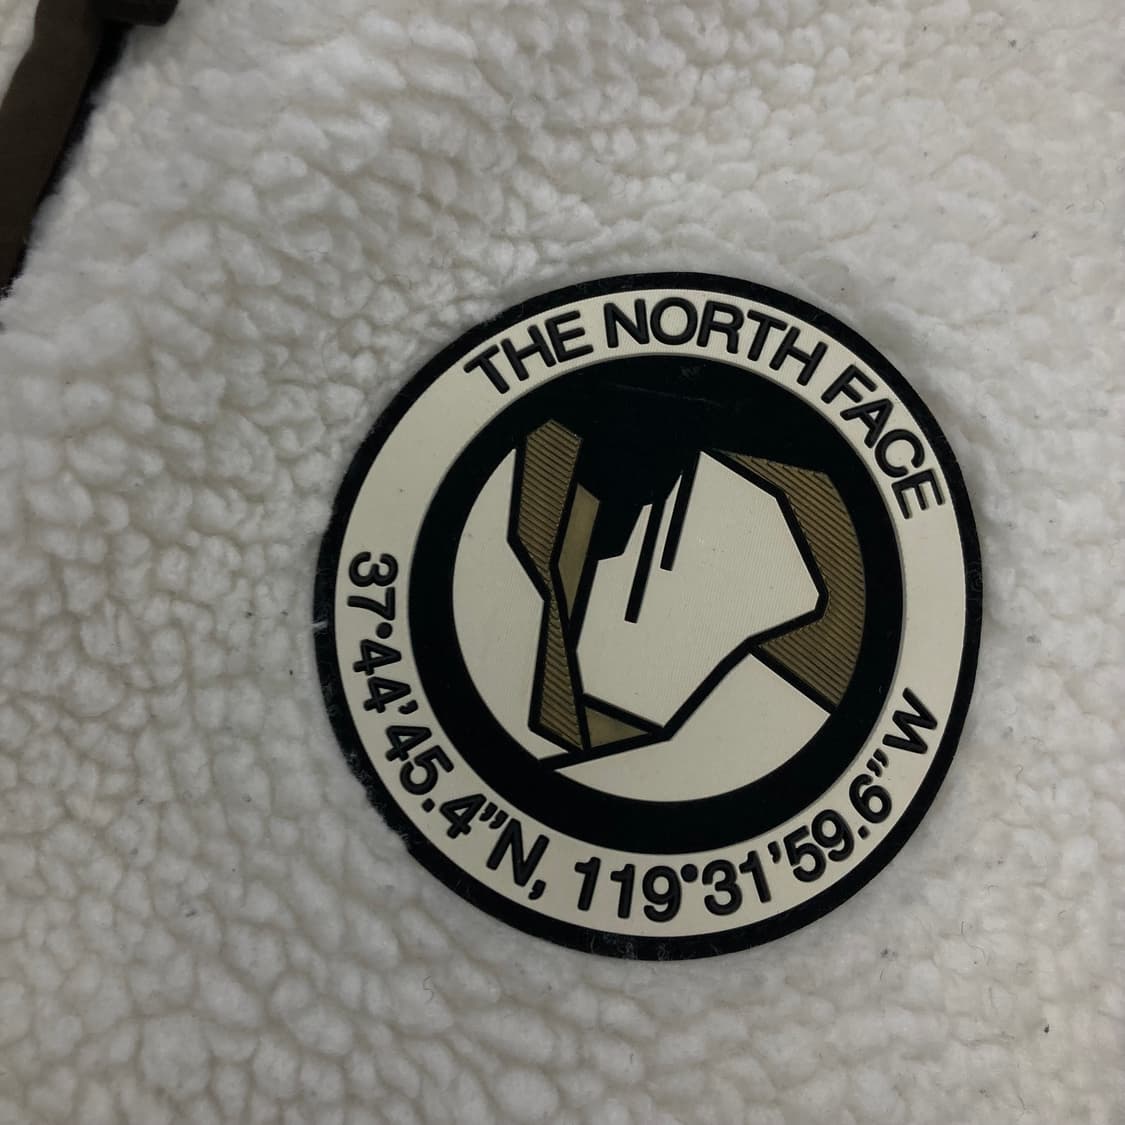 THE NORTH FACE
37°44'45.4"N, 119°31'59.6"W